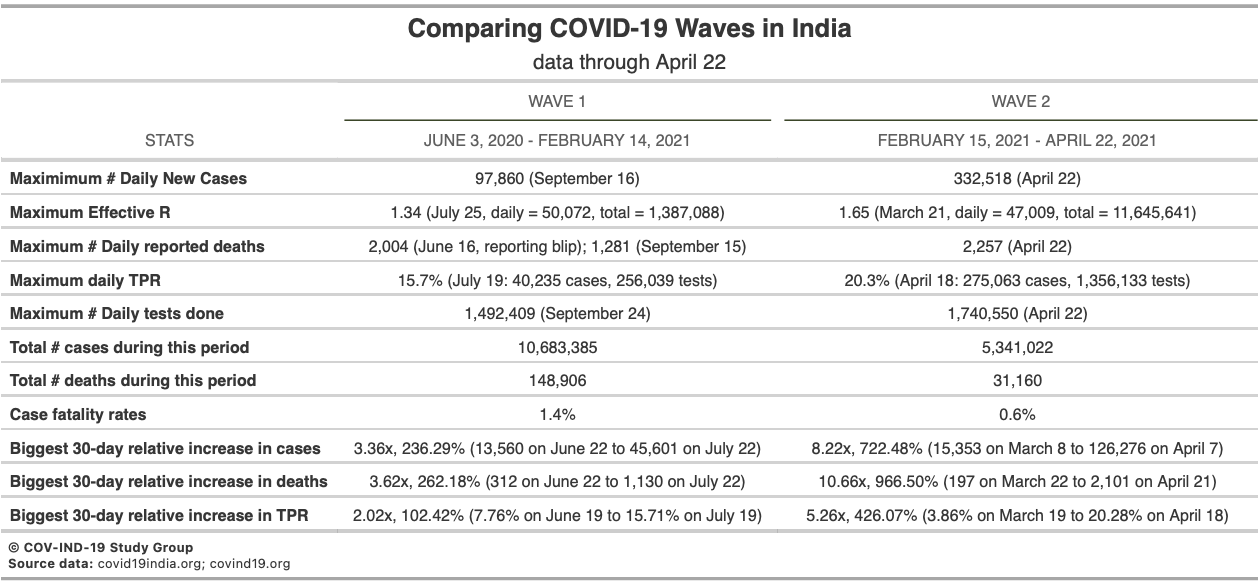 Comparing COVID-19 Waves in India
data through April 22
WAVE 1 WAVE 2
STATS JUNE 3, 2020 - FEBRUARY 14, 2021 FEBRUARY 15, 2021 - APRIL 22, 2021
Maximimum # Daily New Cases 97,860 (September 16) 332,518 (April 22)
Maximum Effective R 1.34 (July 25, daily = 50,072, total = 1,387,088) 1.65 (March 21, daily = 47,009, total = 11,645,641)
Maximum # Daily reported deaths 2,004 (June 16, reporting blip); 1,281 (September 15) 2,257 (April 22)
Maximum daily TPR 15.7% (July 19: 40,235 cases, 256,039 tests) 20.3% (April 18: 275,063 cases, 1,356,133 tests)
Maximum # Daily tests done 1,492,409 (September 24) 1,740,550 (April 22)
Total # cases during this period 10,683,385 5,341,022
Total # deaths during this period 148,906 31,160
Case fatality rates 1.4% 0.6%
Biggest 30-day relative increase in cases 3.36x, 236.29% (13,560 on June 22 to 45,601 on July 22) 8.22x, 722.48% (15,353 on March 8 to 126,276 on April 7)
Biggest 30-day relative increase in deaths 3.62x, 262.18% (312 on June 22 to 1,130 on July 22) 10.66x, 966.50% (197 on March 22 to 2,101 on April 21)
Biggest 30-day relative increase in TPR 2.02x, 102.42% (7.76% on June 19 to 15.71% on July 19) 5.26x, 426.07% (3.86% on March 19 to 20.28% on April 18)
© COV-IND-19 Study Group
Source data: covid19india.org; covind19.org